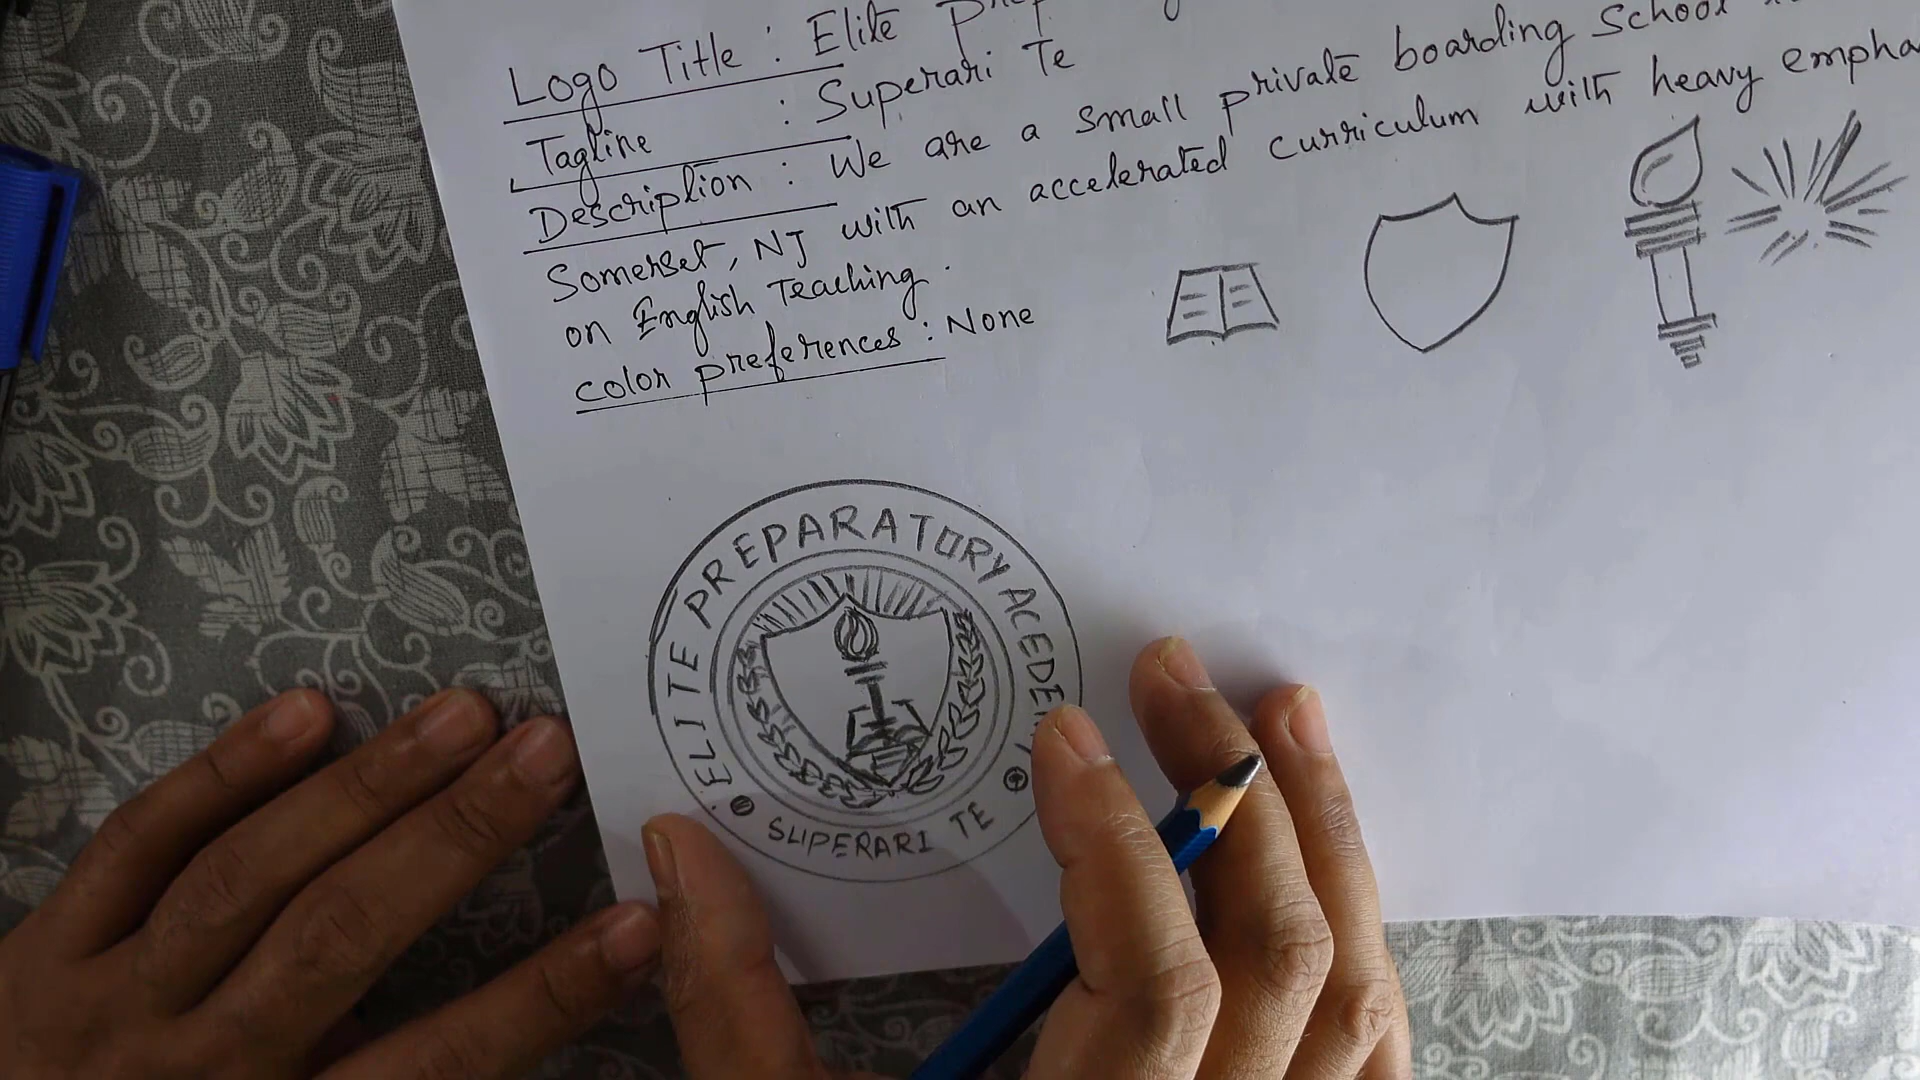 Logo Title : Elite Prep
Tagline : Superari Te
Description : We are a small private boarding School
Somerset, NJ with an accelerated curriculum with heavy empha
on English Teaching.
color preferences : None
ELITE PREPARATORY ACEDE
SUPERARI TE